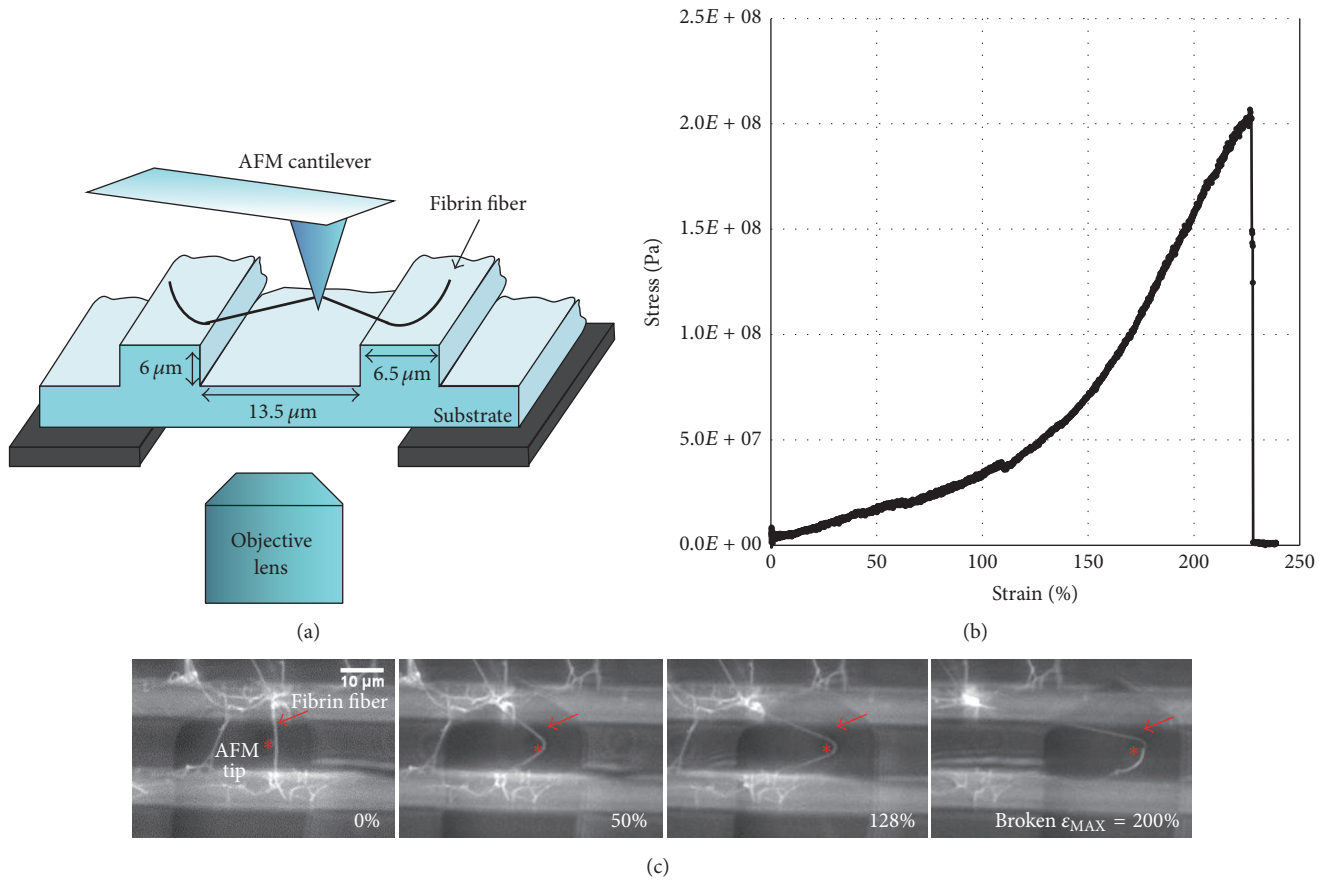 AFM cantilever
Fibrin fiber
6 μm
6.5 μm
13.5 μm
Substrate
Objective
lens
(a)
2.5E + 08
2.0E + 08
1.5E + 08
1.0E + 08
5.0E + 07
0.0E + 00
Stress (Pa)
0 50 100 150 200 250
Strain (%)
(b)
10 μm
Fibrin fiber
*
AFM
tip
0%
*
50%
*
128%
*
Broken εMAX = 200%
(c)